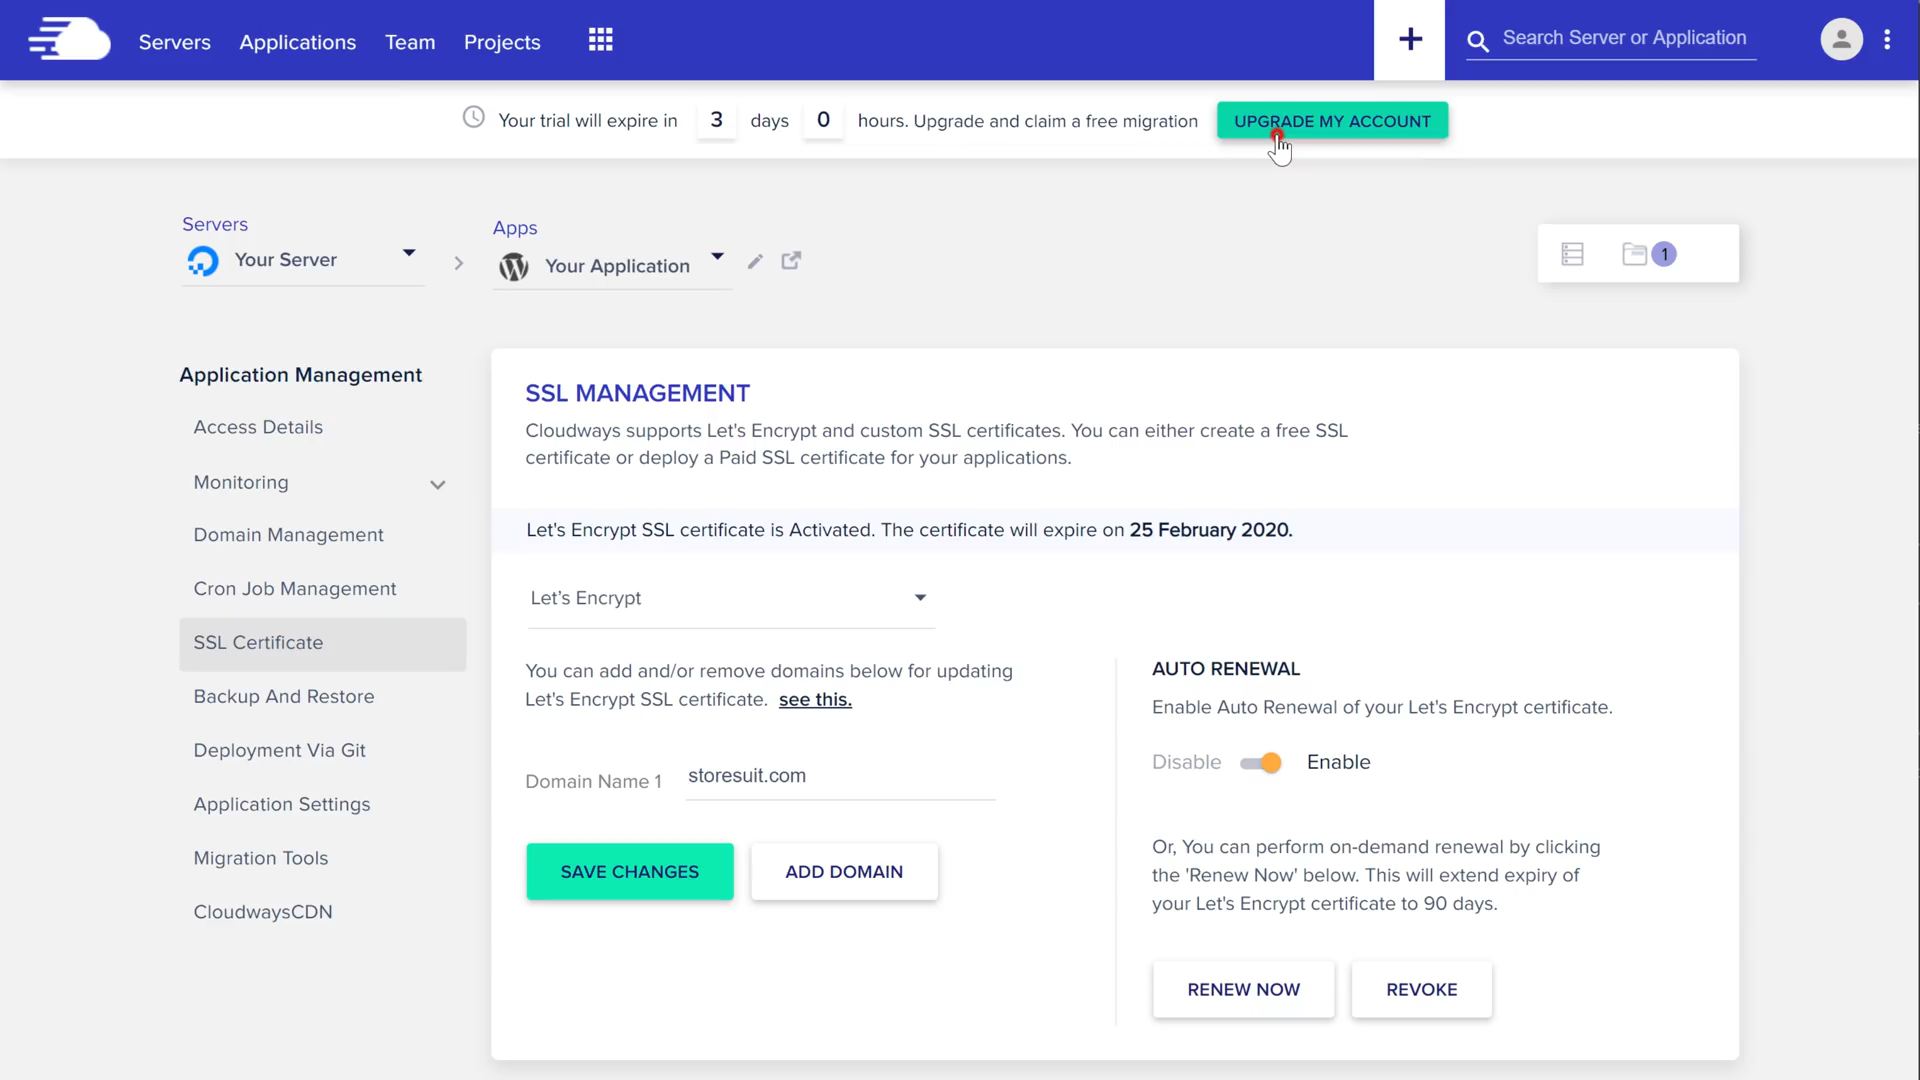 Servers Applications Team Projects + Search Server or Application
Your trial will expire in 3 days 0 hours. Upgrade and claim a free migration UPGRADE MY ACCOUNT
Servers
Your Server
Apps
Your Application
1
Application Management
Access Details
Monitoring
Domain Management
Cron Job Management
SSL Certificate
Backup And Restore
Deployment Via Git
Application Settings
Migration Tools
CloudwaysCDN
SSL MANAGEMENT
Cloudways supports Let's Encrypt and custom SSL certificates. You can either create a free SSL
certificate or deploy a Paid SSL certificate for your applications.
Let's Encrypt SSL certificate is Activated. The certificate will expire on 25 February 2020.
Let’s Encrypt
You can add and/or remove domains below for updating
Let's Encrypt SSL certificate. see this.
Domain Name 1 storesuit.com
SAVE CHANGES ADD DOMAIN
AUTO RENEWAL
Enable Auto Renewal of your Let's Encrypt certificate.
Disable Enable
Or, You can perform on-demand renewal by clicking
the 'Renew Now' below. This will extend expiry of
your Let's Encrypt certificate to 90 days.
RENEW NOW REVOKE